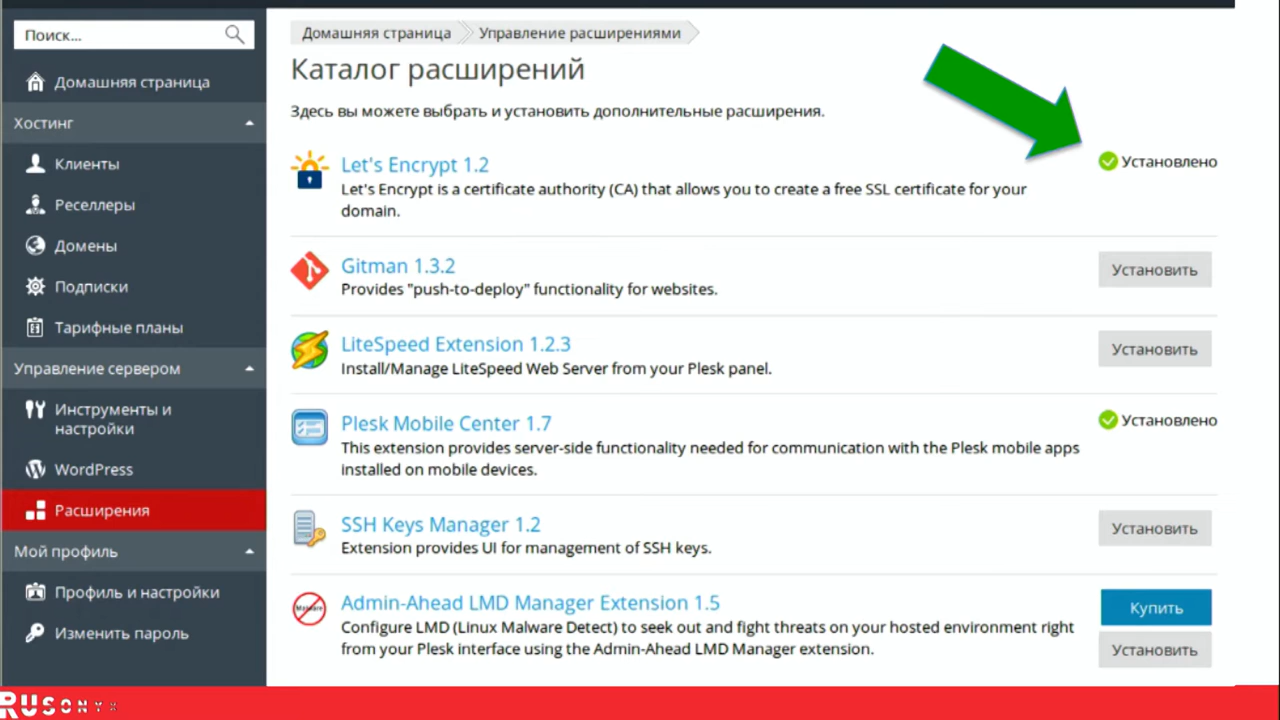 Поиск...
Домашняя страница
Хостинг
Клиенты
Реселлеры
Домены
Подписки
Тарифные планы
Управление сервером
Инструменты и
настройки
WordPress
Расширения
Мой профиль
Профиль и настройки
Изменить пароль
Домашняя страница
Управление расширениями
Каталог расширений
Здесь вы можете выбрать и установить дополнительные расширения.
Let's Encrypt 1.2
Let's Encrypt is a certificate authority (CA) that allows you to create a free SSL certificate for your
domain.
Установлено
Gitman 1.3.2
Provides "push-to-deploy" functionality for websites.
Установить
LiteSpeed Extension 1.2.3
Install/Manage LiteSpeed Web Server from your Plesk panel.
Установить
Plesk Mobile Center 1.7
This extension provides server-side functionality needed for communication with the Plesk mobile apps
installed on mobile devices.
Установлено
SSH Keys Manager 1.2
Extension provides UI for management of SSH keys.
Установить
Malware
Admin-Ahead LMD Manager Extension 1.5
Configure LMD (Linux Malware Detect) to seek out and fight threats on your hosted environment right
from your Plesk interface using the Admin-Ahead LMD Manager extension.
Купить
Установить
RUSONYX